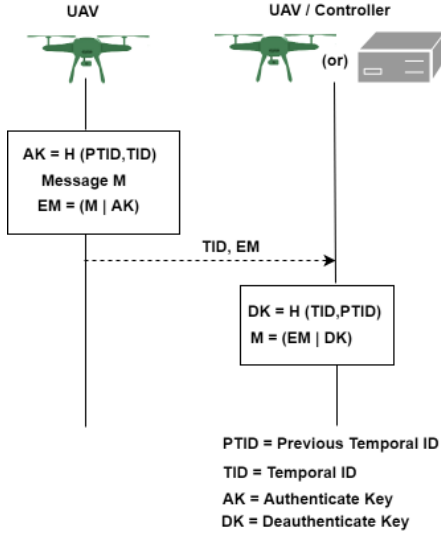 UAV
UAV / Controller
(or)
AK = H (PTID,TID)
Message M
EM = (M | AK)
TID, EM
DK = H (TID,PTID)
M = (EM | DK)
PTID = Previous Temporal ID
TID = Temporal ID
AK = Authenticate Key
DK = Deauthenticate Key